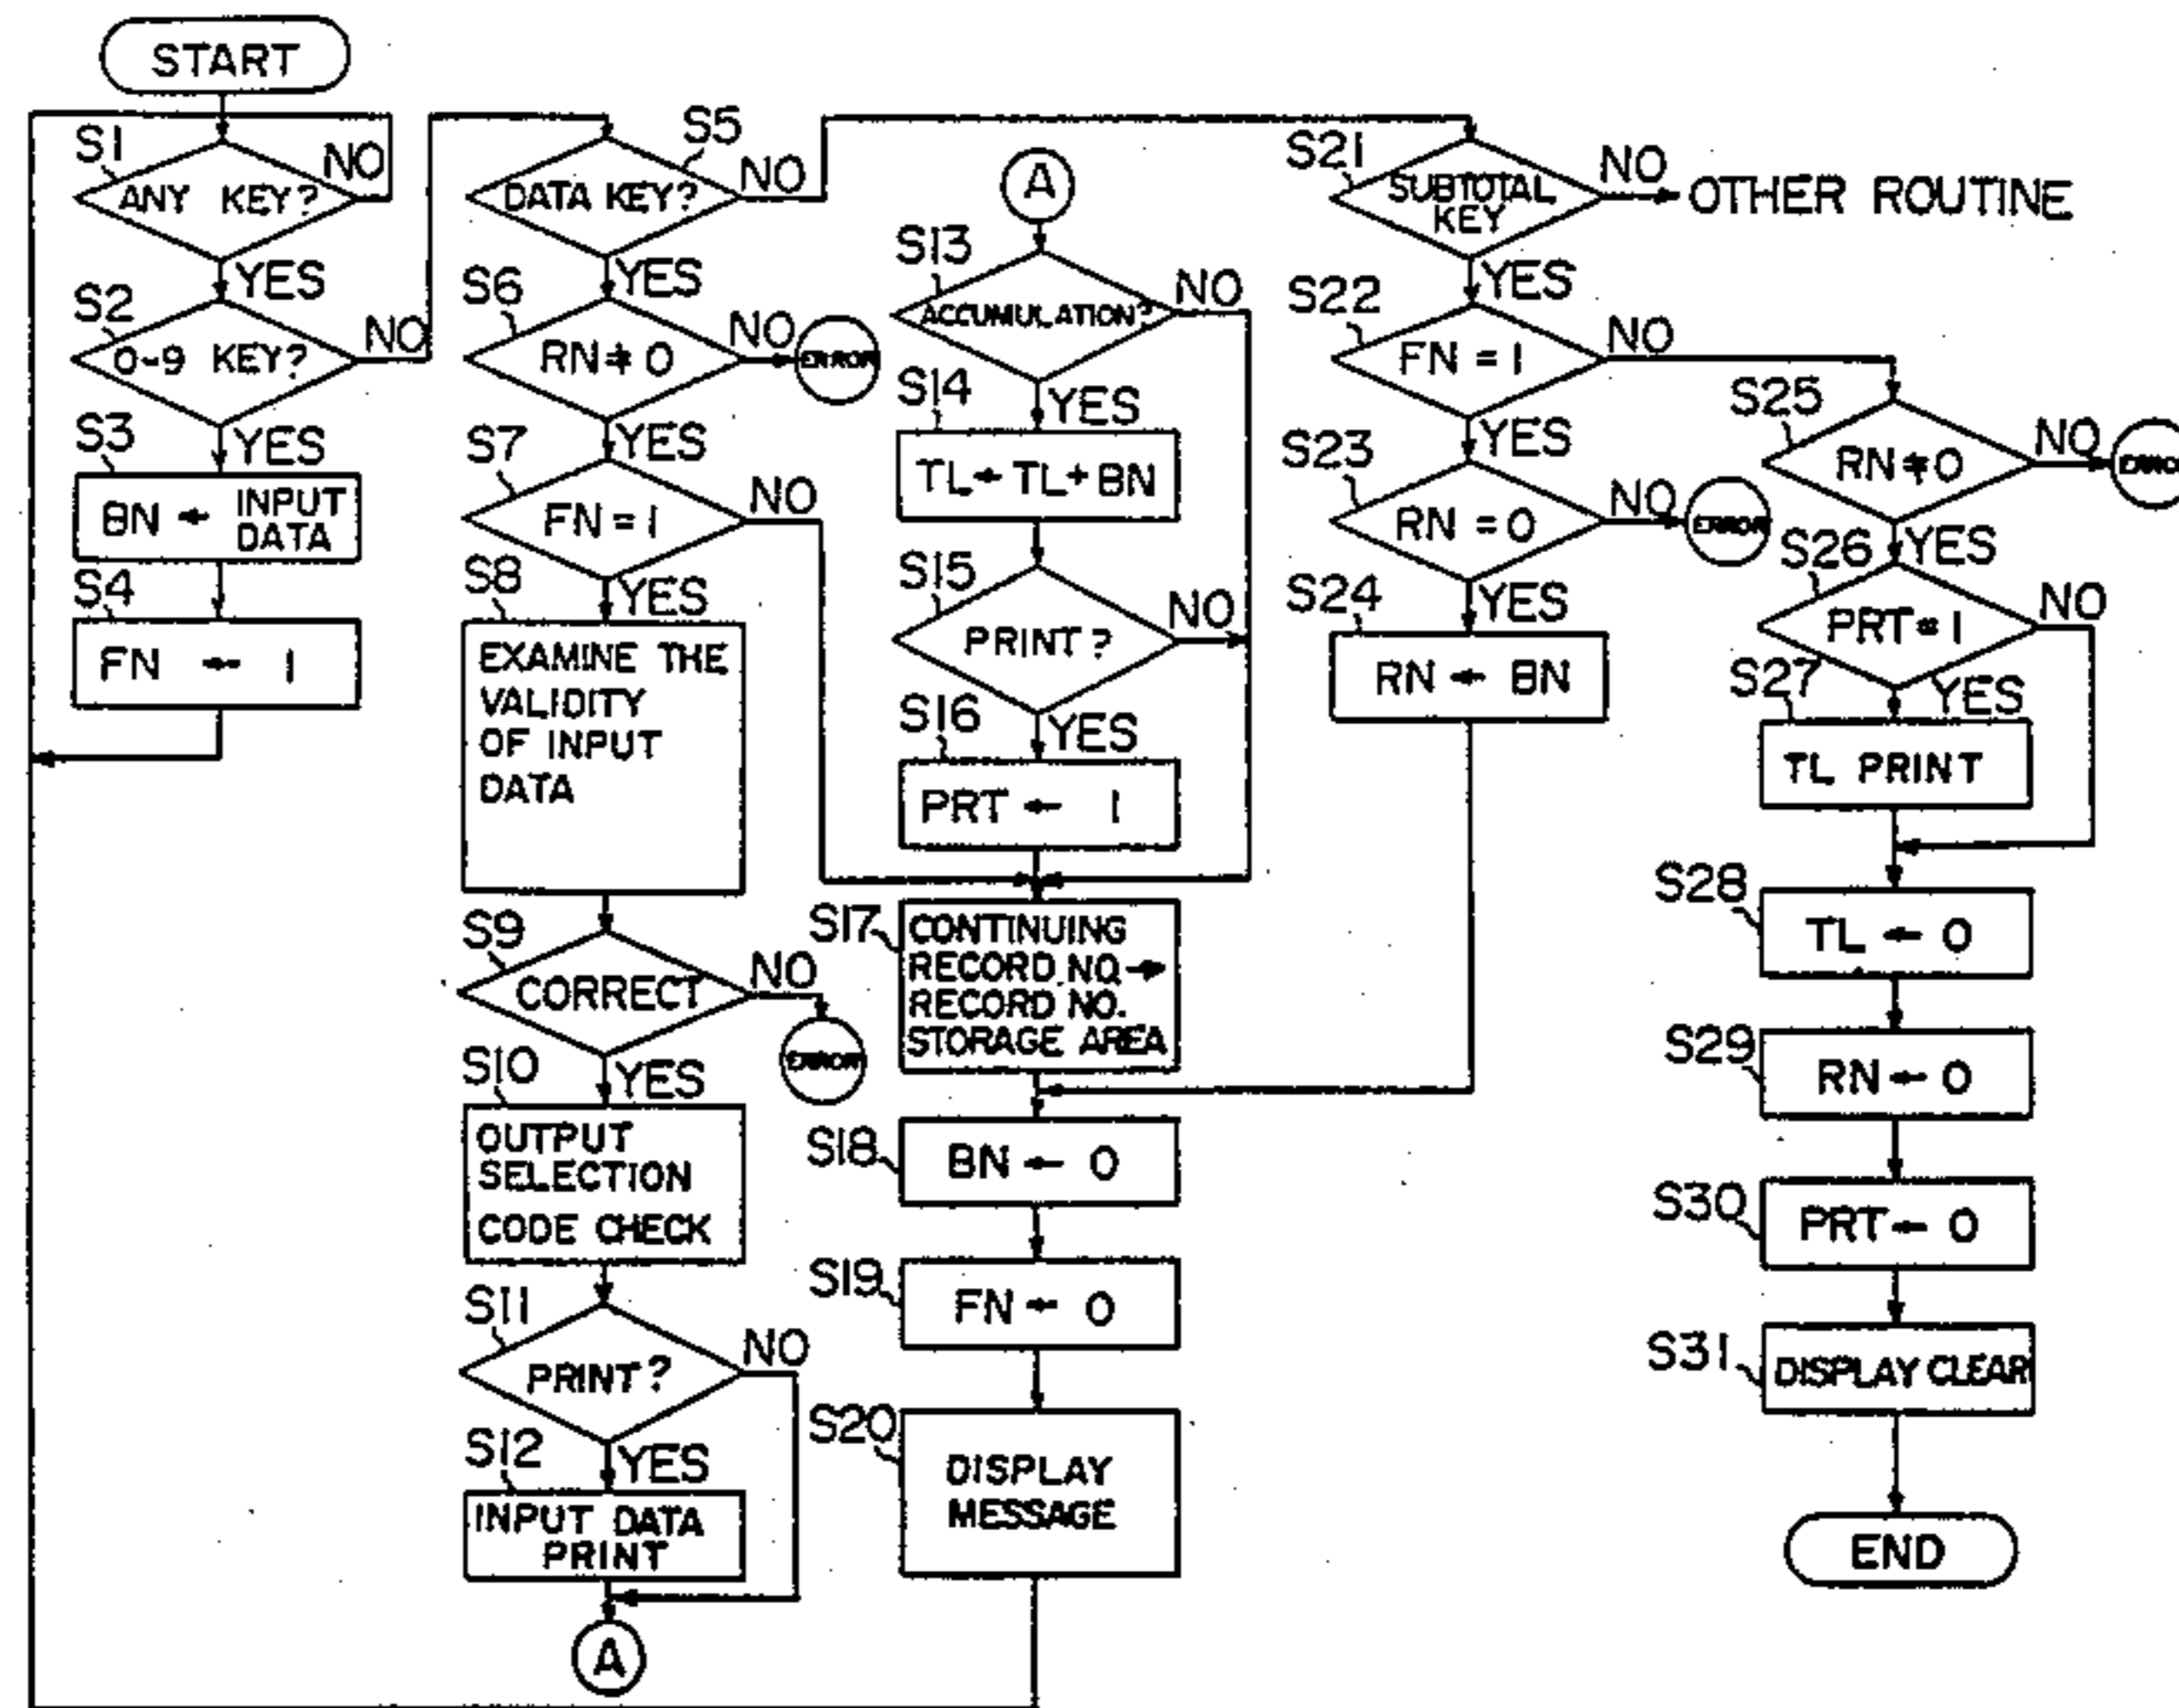 START
S1
ANY KEY?
NO
YES
S2
0-9 KEY?
NO
YES
S3
BN ← INPUT
DATA
S4
FN ← 1
S5
DATA KEY?
NO
YES
S6
RN ≠ 0
NO
ERROR
YES
S7
FN = 1
NO
YES
S8
EXAMINE THE
VALIDITY
OF INPUT
DATA
S9
CORRECT
NO
ERROR
YES
S10
OUTPUT
SELECTION
CODE CHECK
S11
PRINT?
NO
YES
S12
INPUT DATA
PRINT
A
A
S13
ACCUMULATION?
NO
YES
S14
TL ← TL + BN
S15
PRINT?
NO
YES
S16
PRT ← 1
S17
CONTINUING
RECORD NO. →
RECORD NO.
STORAGE AREA
S18
BN ← 0
S19
FN ← 0
S20
DISPLAY
MESSAGE
S21
SUBTOTAL
KEY
NO
OTHER ROUTINE
YES
S22
FN = 1
NO
YES
S23
RN = 0
NO
ERROR
YES
S24
RN ← BN
S25
RN ≠ 0
NO
ERROR
YES
S26
PRT = 1
NO
YES
S27
TL PRINT
S28
TL ← 0
S29
RN ← 0
S30
PRT ← 0
S31
DISPLAY CLEAR
END